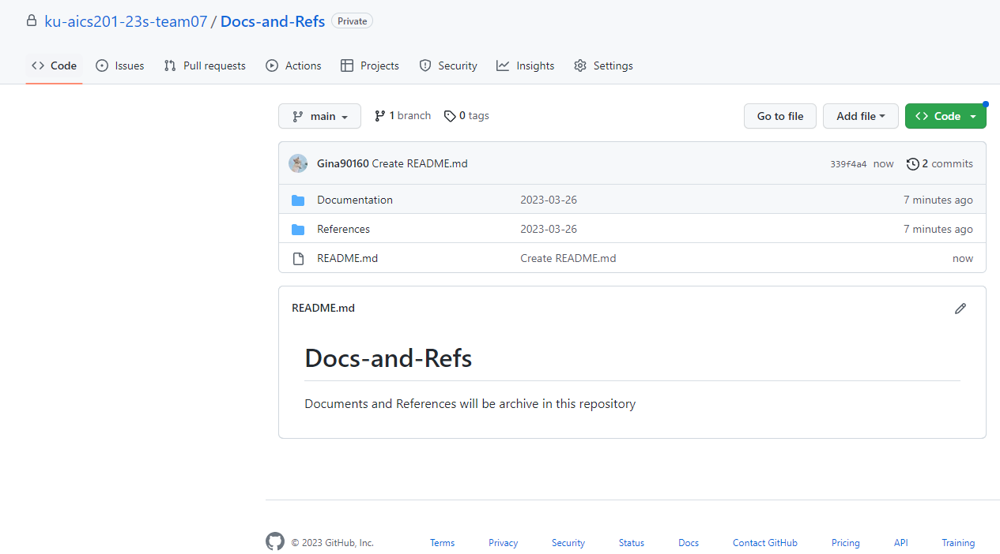 ku-aics201-23s-team07 / Docs-and-Refs Private
Code Issues Pull requests Actions Projects Security Insights Settings
main 1 branch 0 tags Go to file Add file Code
Gina90160 Create README.md 339f4a4 now 2 commits
Documentation 2023-03-26 7 minutes ago
References 2023-03-26 7 minutes ago
README.md Create README.md now
README.md
Docs-and-Refs
Documents and References will be archive in this repository
© 2023 GitHub, Inc. Terms Privacy Security Status Docs Contact GitHub Pricing API Training